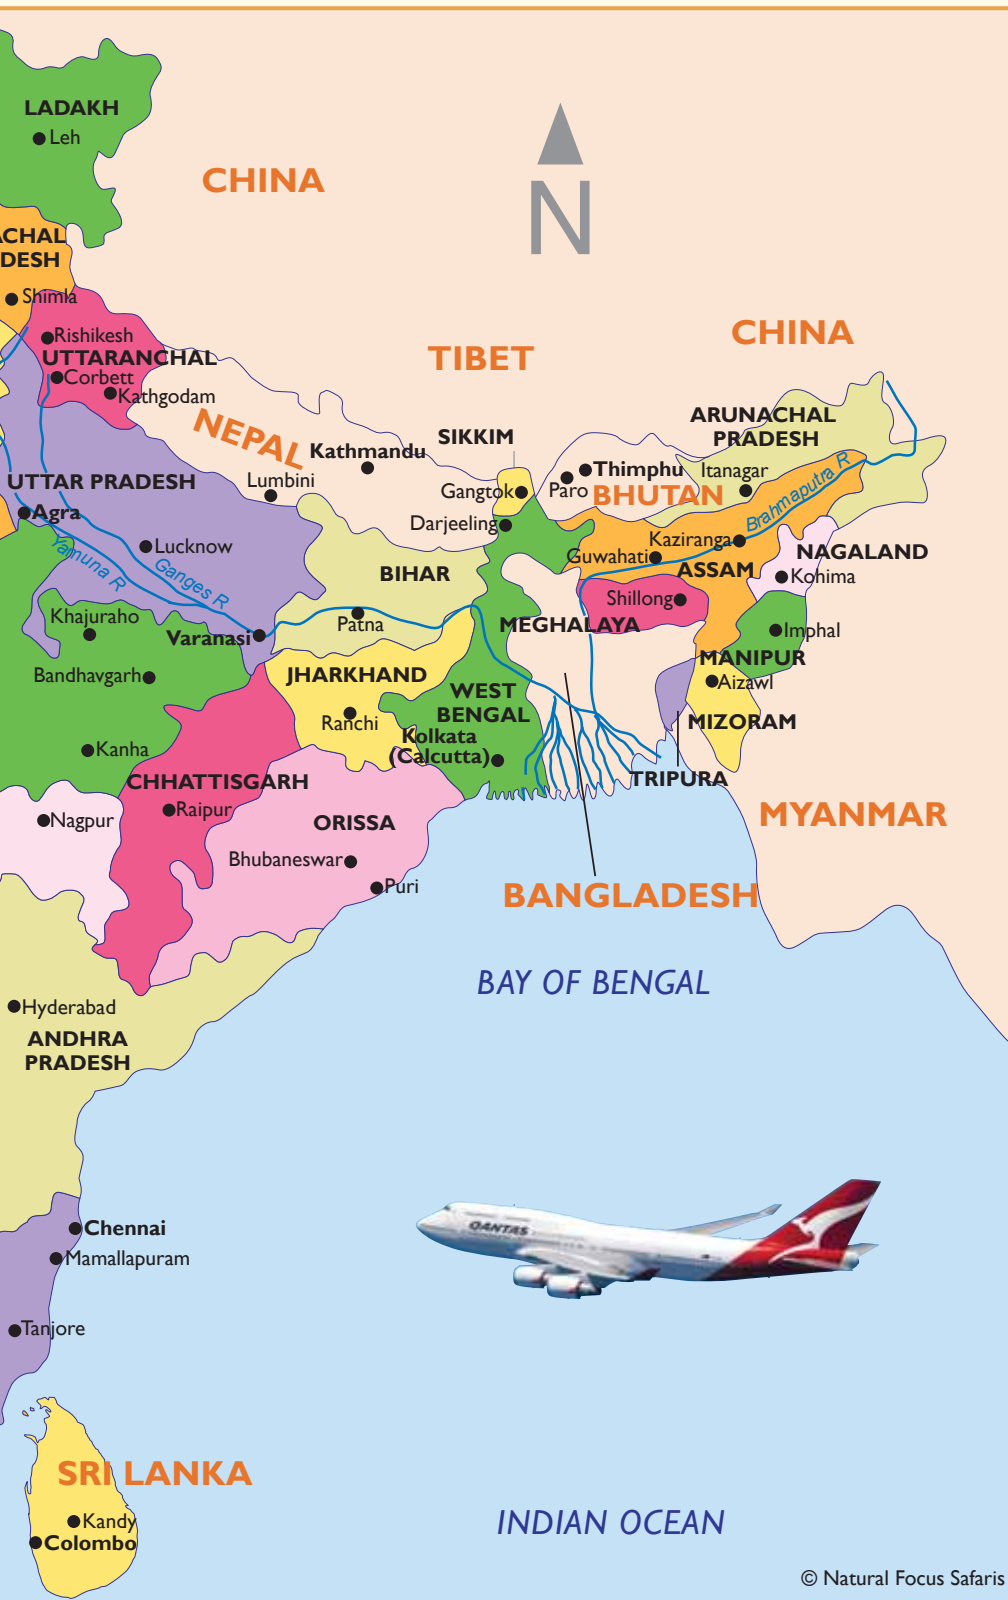 LADAKH
Leh
CHINA
N
ACHAL
DESH
Shimla
Rishikesh
UTTARANCHAL
Corbett
Kathgodam
CHINA
TIBET
NEPAL
Kathmandu
Lumbini
SIKKIM
Gangtok
Darjeeling
Thimphu
Paro
BHUTAN
ARUNACHAL
PRADESH
Itanagar
Brahmaputra R
UTTAR PRADESH
Agra
Lucknow
Yamuna R
Ganges R
Kaziranga
Guwahati
ASSAM
NAGALAND
Kohima
BIHAR
Patna
Shillong
MEGHALAYA
Imphal
MANIPUR
Khajuraho
Varanasi
Bandhavgarh
JHARKHAND
Ranchi
WEST
BENGAL
Kolkata
(Calcutta)
Aizawl
MIZORAM
TRIPURA
Kanha
CHHATTISGARH
Raipur
Nagpur
ORISSA
Bhubaneswar
Puri
MYANMAR
BANGLADESH
BAY OF BENGAL
Hyderabad
ANDHRA
PRADESH
Chennai
Mamallapuram
Tanjore
QANTAS
SRI LANKA
Kandy
Colombo
INDIAN OCEAN
© Natural Focus Safaris